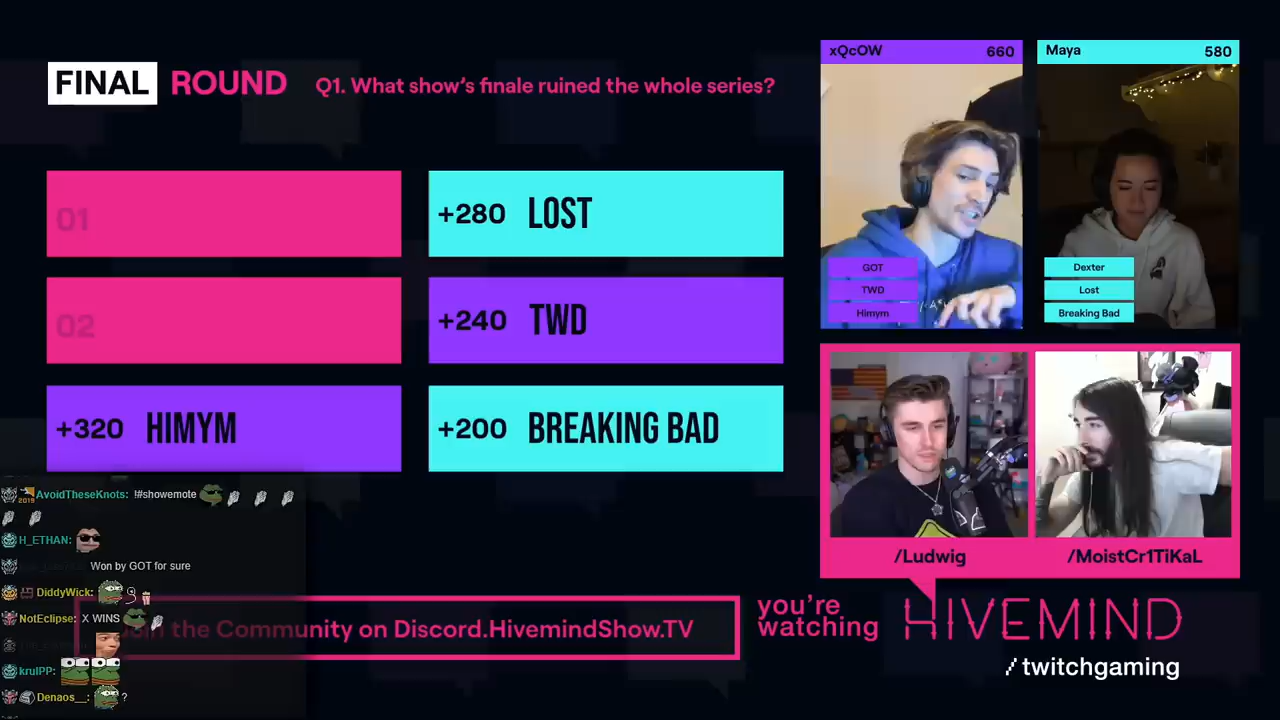 FINAL ROUND
Q1. What show's finale ruined the whole series?
01
02
+320 HIMYM
+280 LOST
+240 TWD
+200 BREAKING BAD
xQcOW 660
GOT
TWD
Himym
Maya 580
Dexter
Lost
Breaking Bad
/Ludwig
/MoistCr1TiKaL
2019 AvoidTheseKnots: !#showemote
H_ETHAN:
Won by GOT for sure
DiddyWick:
NotEclipse: X WINS
krulPP:
Denaos__: ?
the Community on Discord.HivemindShow.TV
you're
watching
HIVEMIND
/twitchgaming